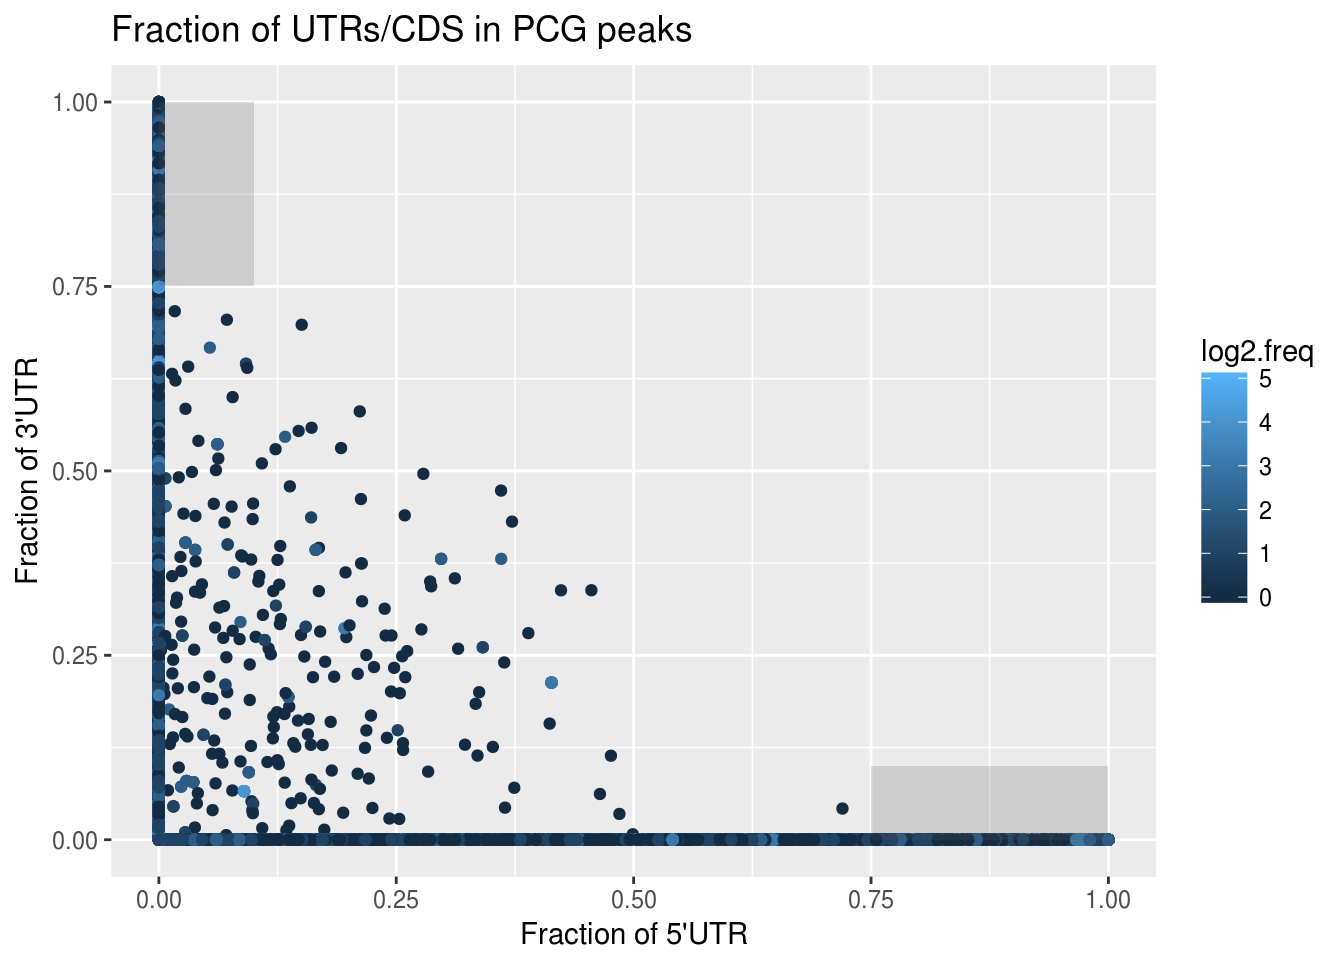 Fraction of UTRs/CDS in PCG peaks
Fraction of 3'UTR
1.00
0.75
0.50
0.25
0.00
0.00 0.25 0.50 0.75 1.00
Fraction of 5'UTR
log2.freq
5
4
3
2
1
0